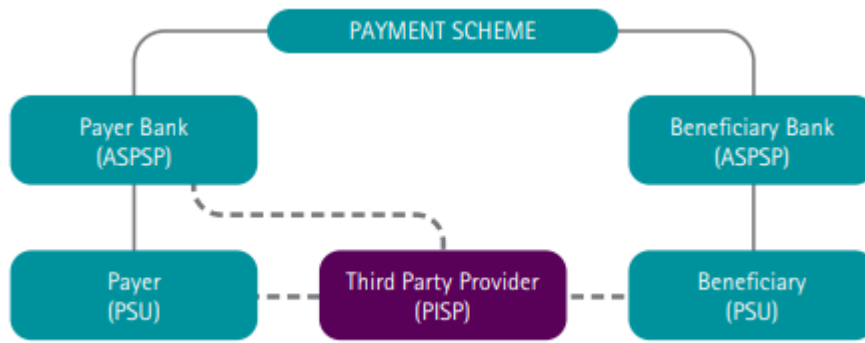 PAYMENT SCHEME
Payer Bank
(ASPSP)
Beneficiary Bank
(ASPSP)
Payer
(PSU)
Third Party Provider
(PISP)
Beneficiary
(PSU)